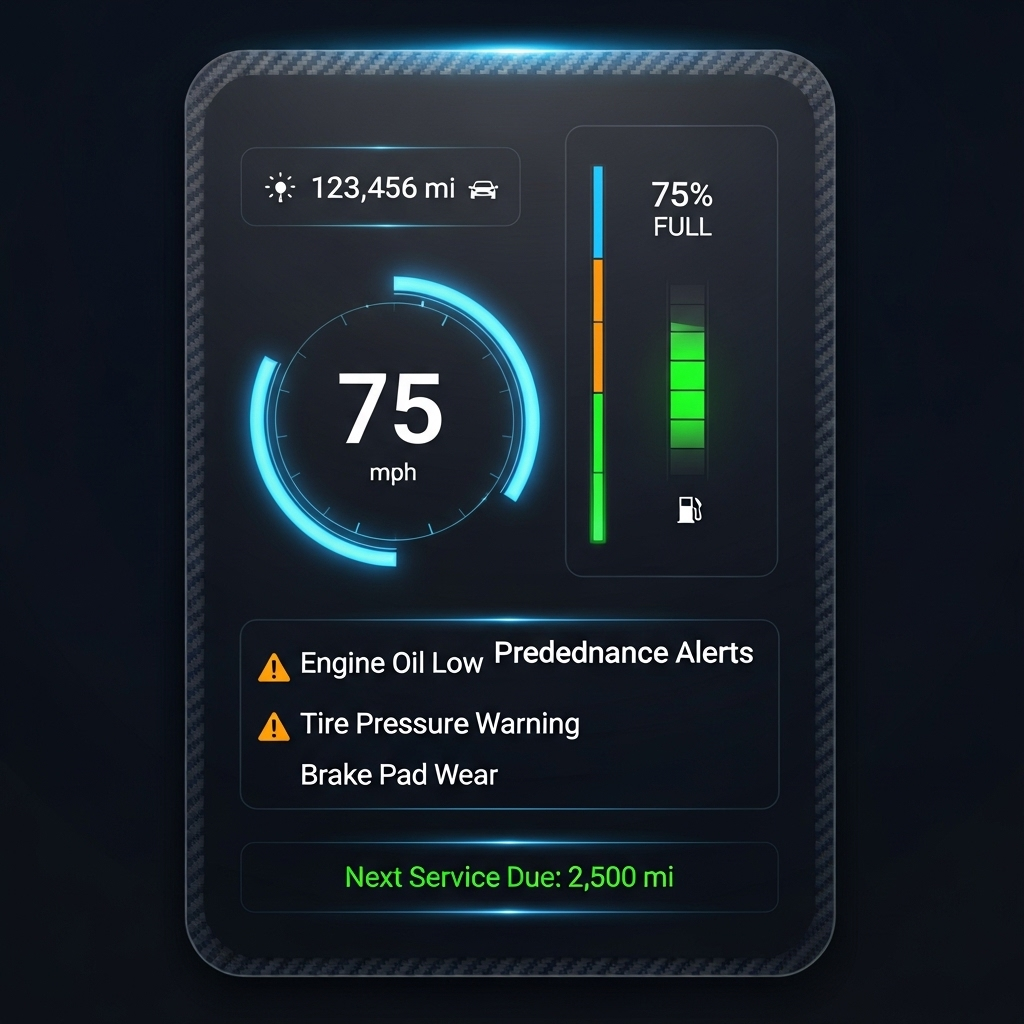 123,456 mi
75%
FULL
75
mph
Engine Oil Low
Predednance Alerts
Tire Pressure Warning
Brake Pad Wear
Next Service Due: 2,500 mi